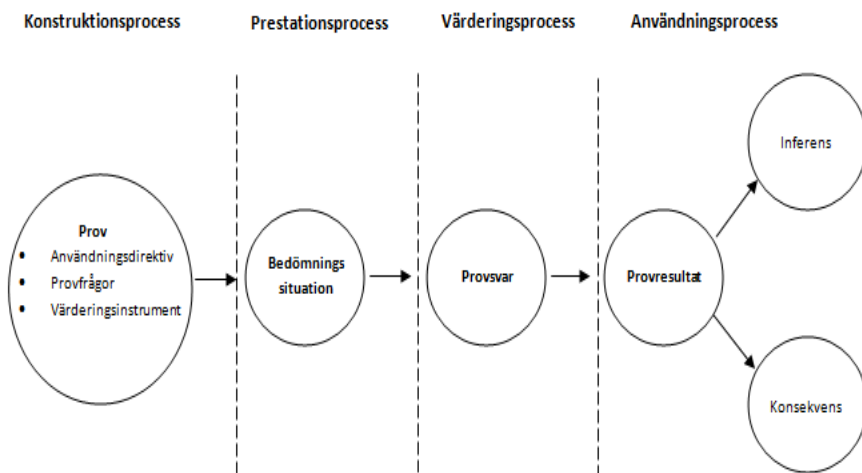 Konstruktionsprocess
Prestationsprocess
Värderingsprocess
Användningsprocess
Prov
• Användningsdirektiv
• Provfrågor
• Värderingsinstrument
Bedömnings
situation
Provsvar
Provresultat
Inferens
Konsekvens